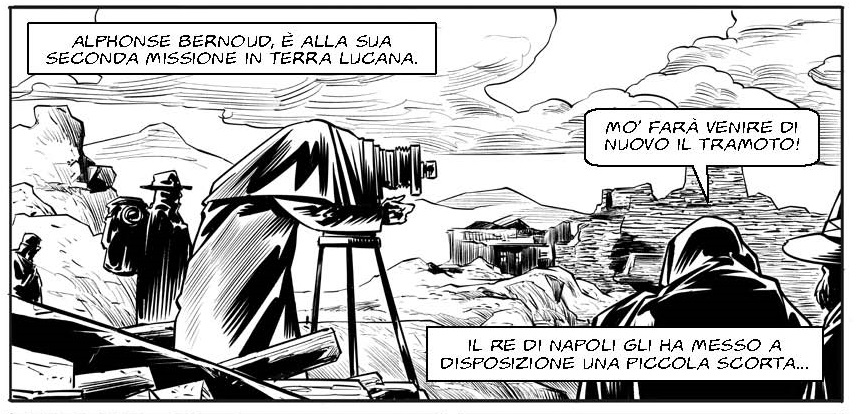 ALPHONSE BERNOUD, È ALLA SUA
SECONDA MISSIONE IN TERRA LUCANA.
MO' FARÀ VENIRE DI
NUOVO IL TRAMOTO!
IL RE DI NAPOLI GLI HA MESSO A
DISPOSIZIONE UNA PICCOLA SCORTA...